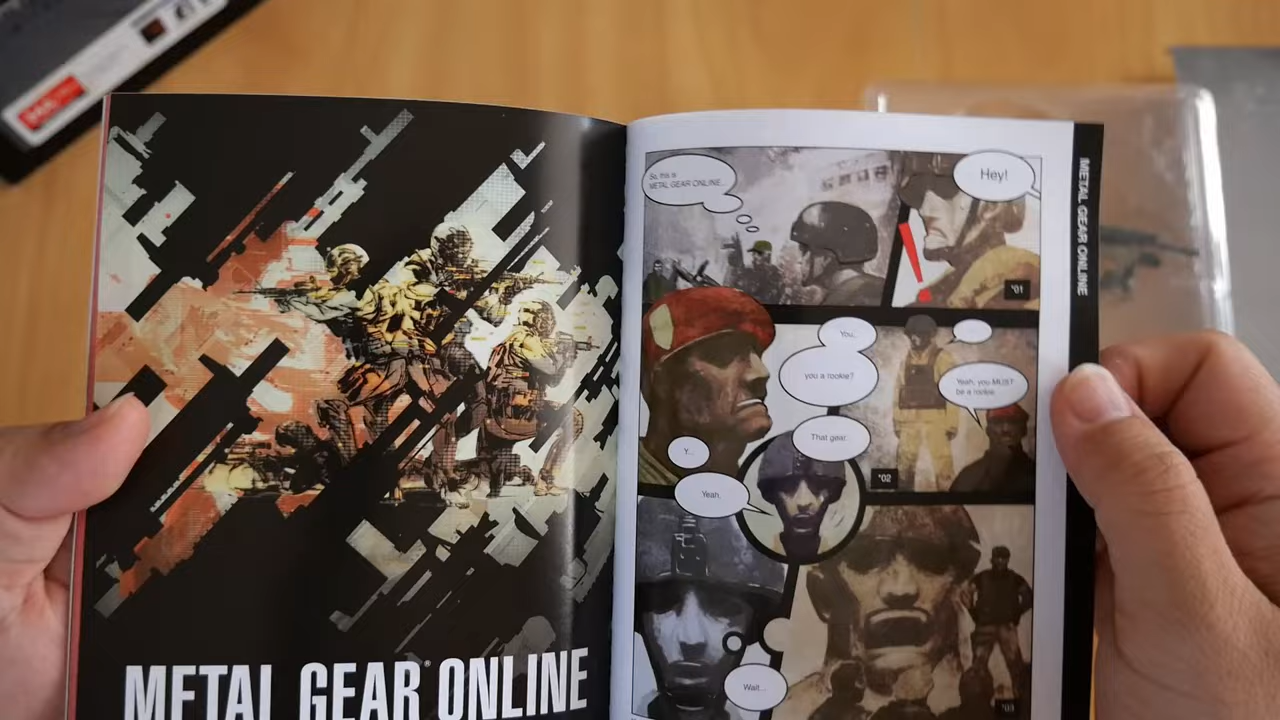 METAL GEAR® ONLINE
So, this is
METAL GEAR ONLINE...
Hey!
*01
You..
you a rookie?
That gear.
Yeah, you MUST
be a rookie.
*02
Y...
Yeah.
Wait...
*03
METAL GEAR ONLINE